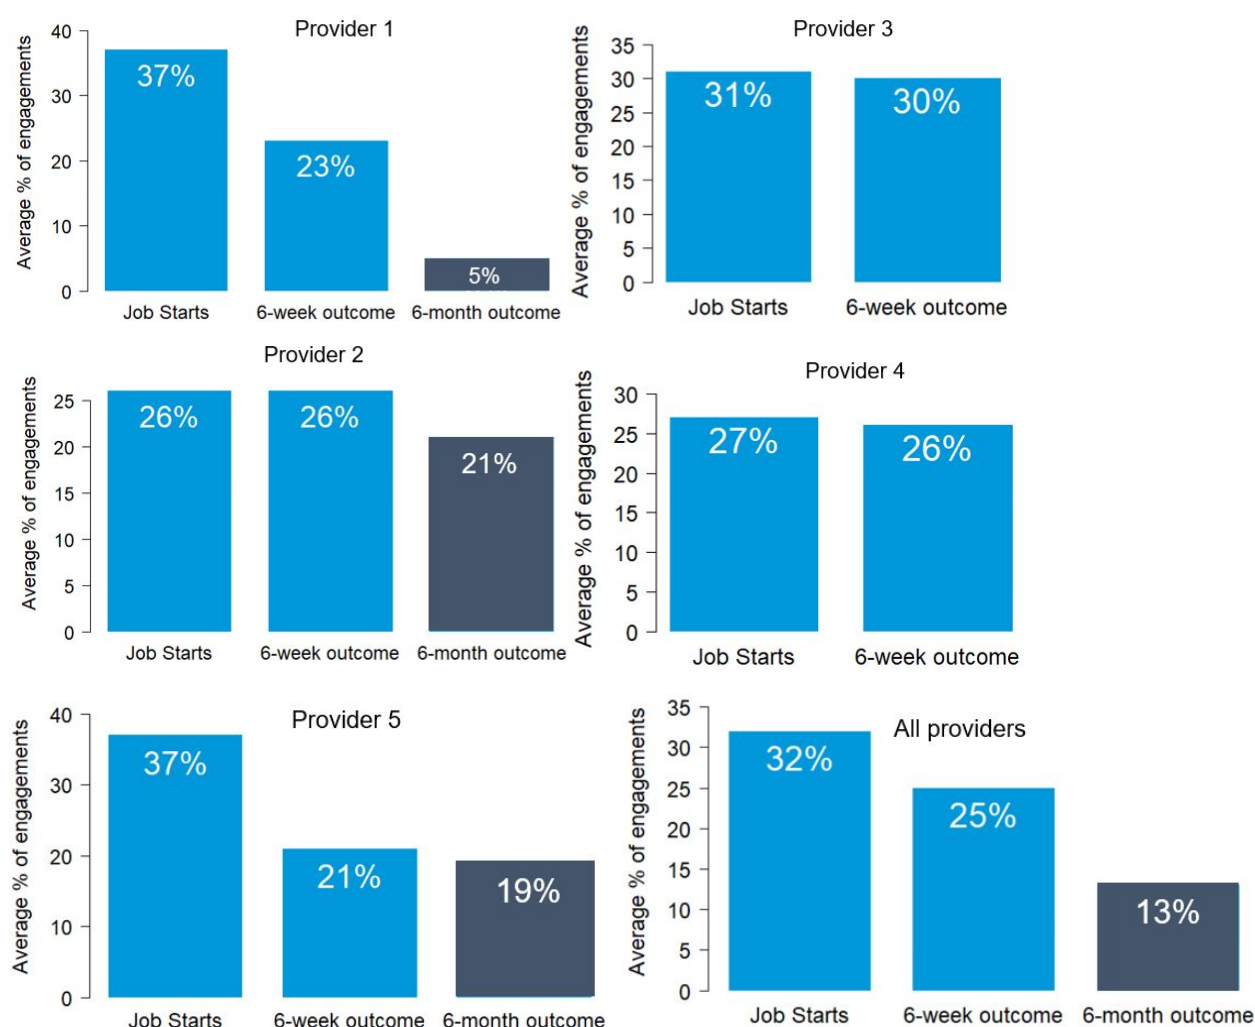 Provider 1
Average % of engagements
40
30
20
10
0
37%
23%
5%
Job Starts
6-week outcome
6-month outcome
Provider 3
Average % of engagements
35
30
25
20
15
10
5
0
31%
30%
Job Starts
6-week outcome
Provider 2
Average % of engagements
25
20
15
10
5
0
26%
26%
21%
Job Starts
6-week outcome
6-month outcome
Provider 4
Average % of engagements
30
25
20
15
10
5
0
27%
26%
Job Starts
6-week outcome
Provider 5
Average % of engagements
40
30
20
10
0
37%
21%
19%
Job Starts
6-week outcome
6-month outcome
All providers
Average % of engagements
35
30
25
20
15
10
5
0
32%
25%
13%
Job Starts
6-week outcome
6-month outcome